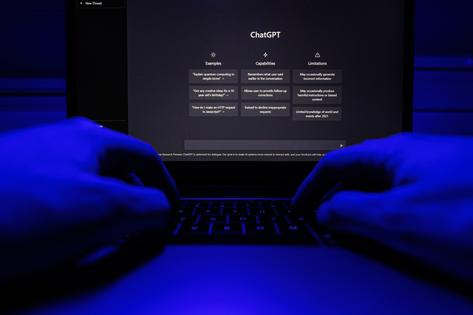 New Thread
ChatGPT
Examples
Capabilities
Limitations
"Explain quantum computing in
simple terms" →
Remember what user said
earlier in the conversation
May occasionally generate
incorrect information
"Got any creative ideas for a 10
year old's birthday?" →
Allows user to provide follow-up
corrections
May occasionally produce
harmful instructions or biased
content
"How do I make an HTTP request
in Javascript?" →
Trained to decline inappropriate
requests
Limited knowledge of world and
events after 2021